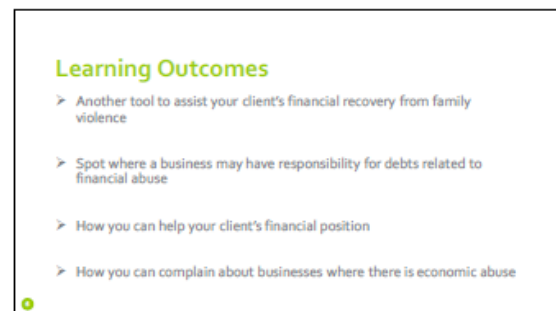 Learning Outcomes
➢ Another tool to assist your client's financial recovery from family
violence
➢ Spot where a business may have responsibility for debts related to
financial abuse
➢ How you can help your client's financial position
➢ How you can complain about businesses where there is economic abuse